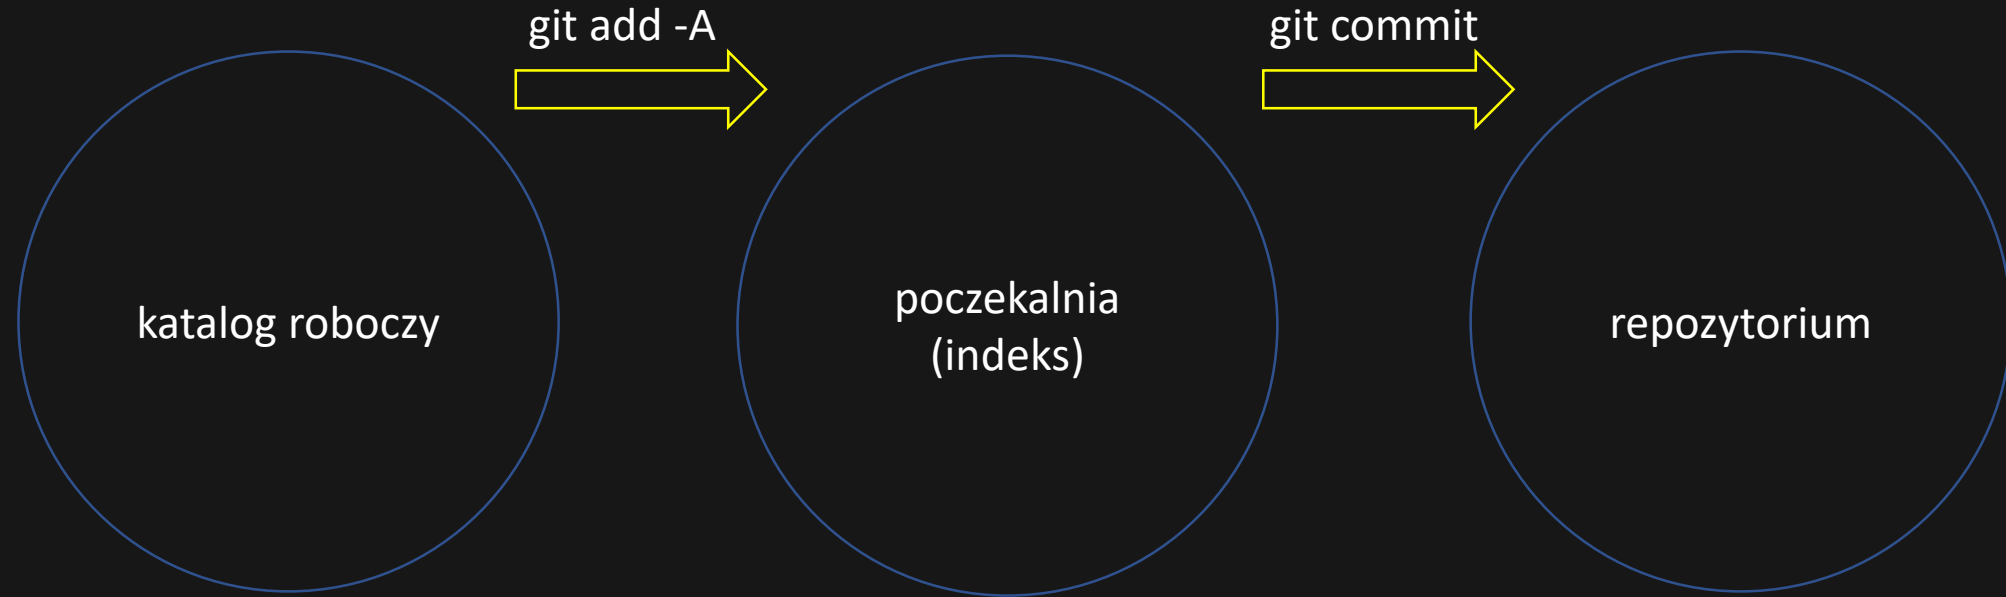 git add -A
git commit
katalog roboczy
poczekalnia
(indeks)
repozytorium